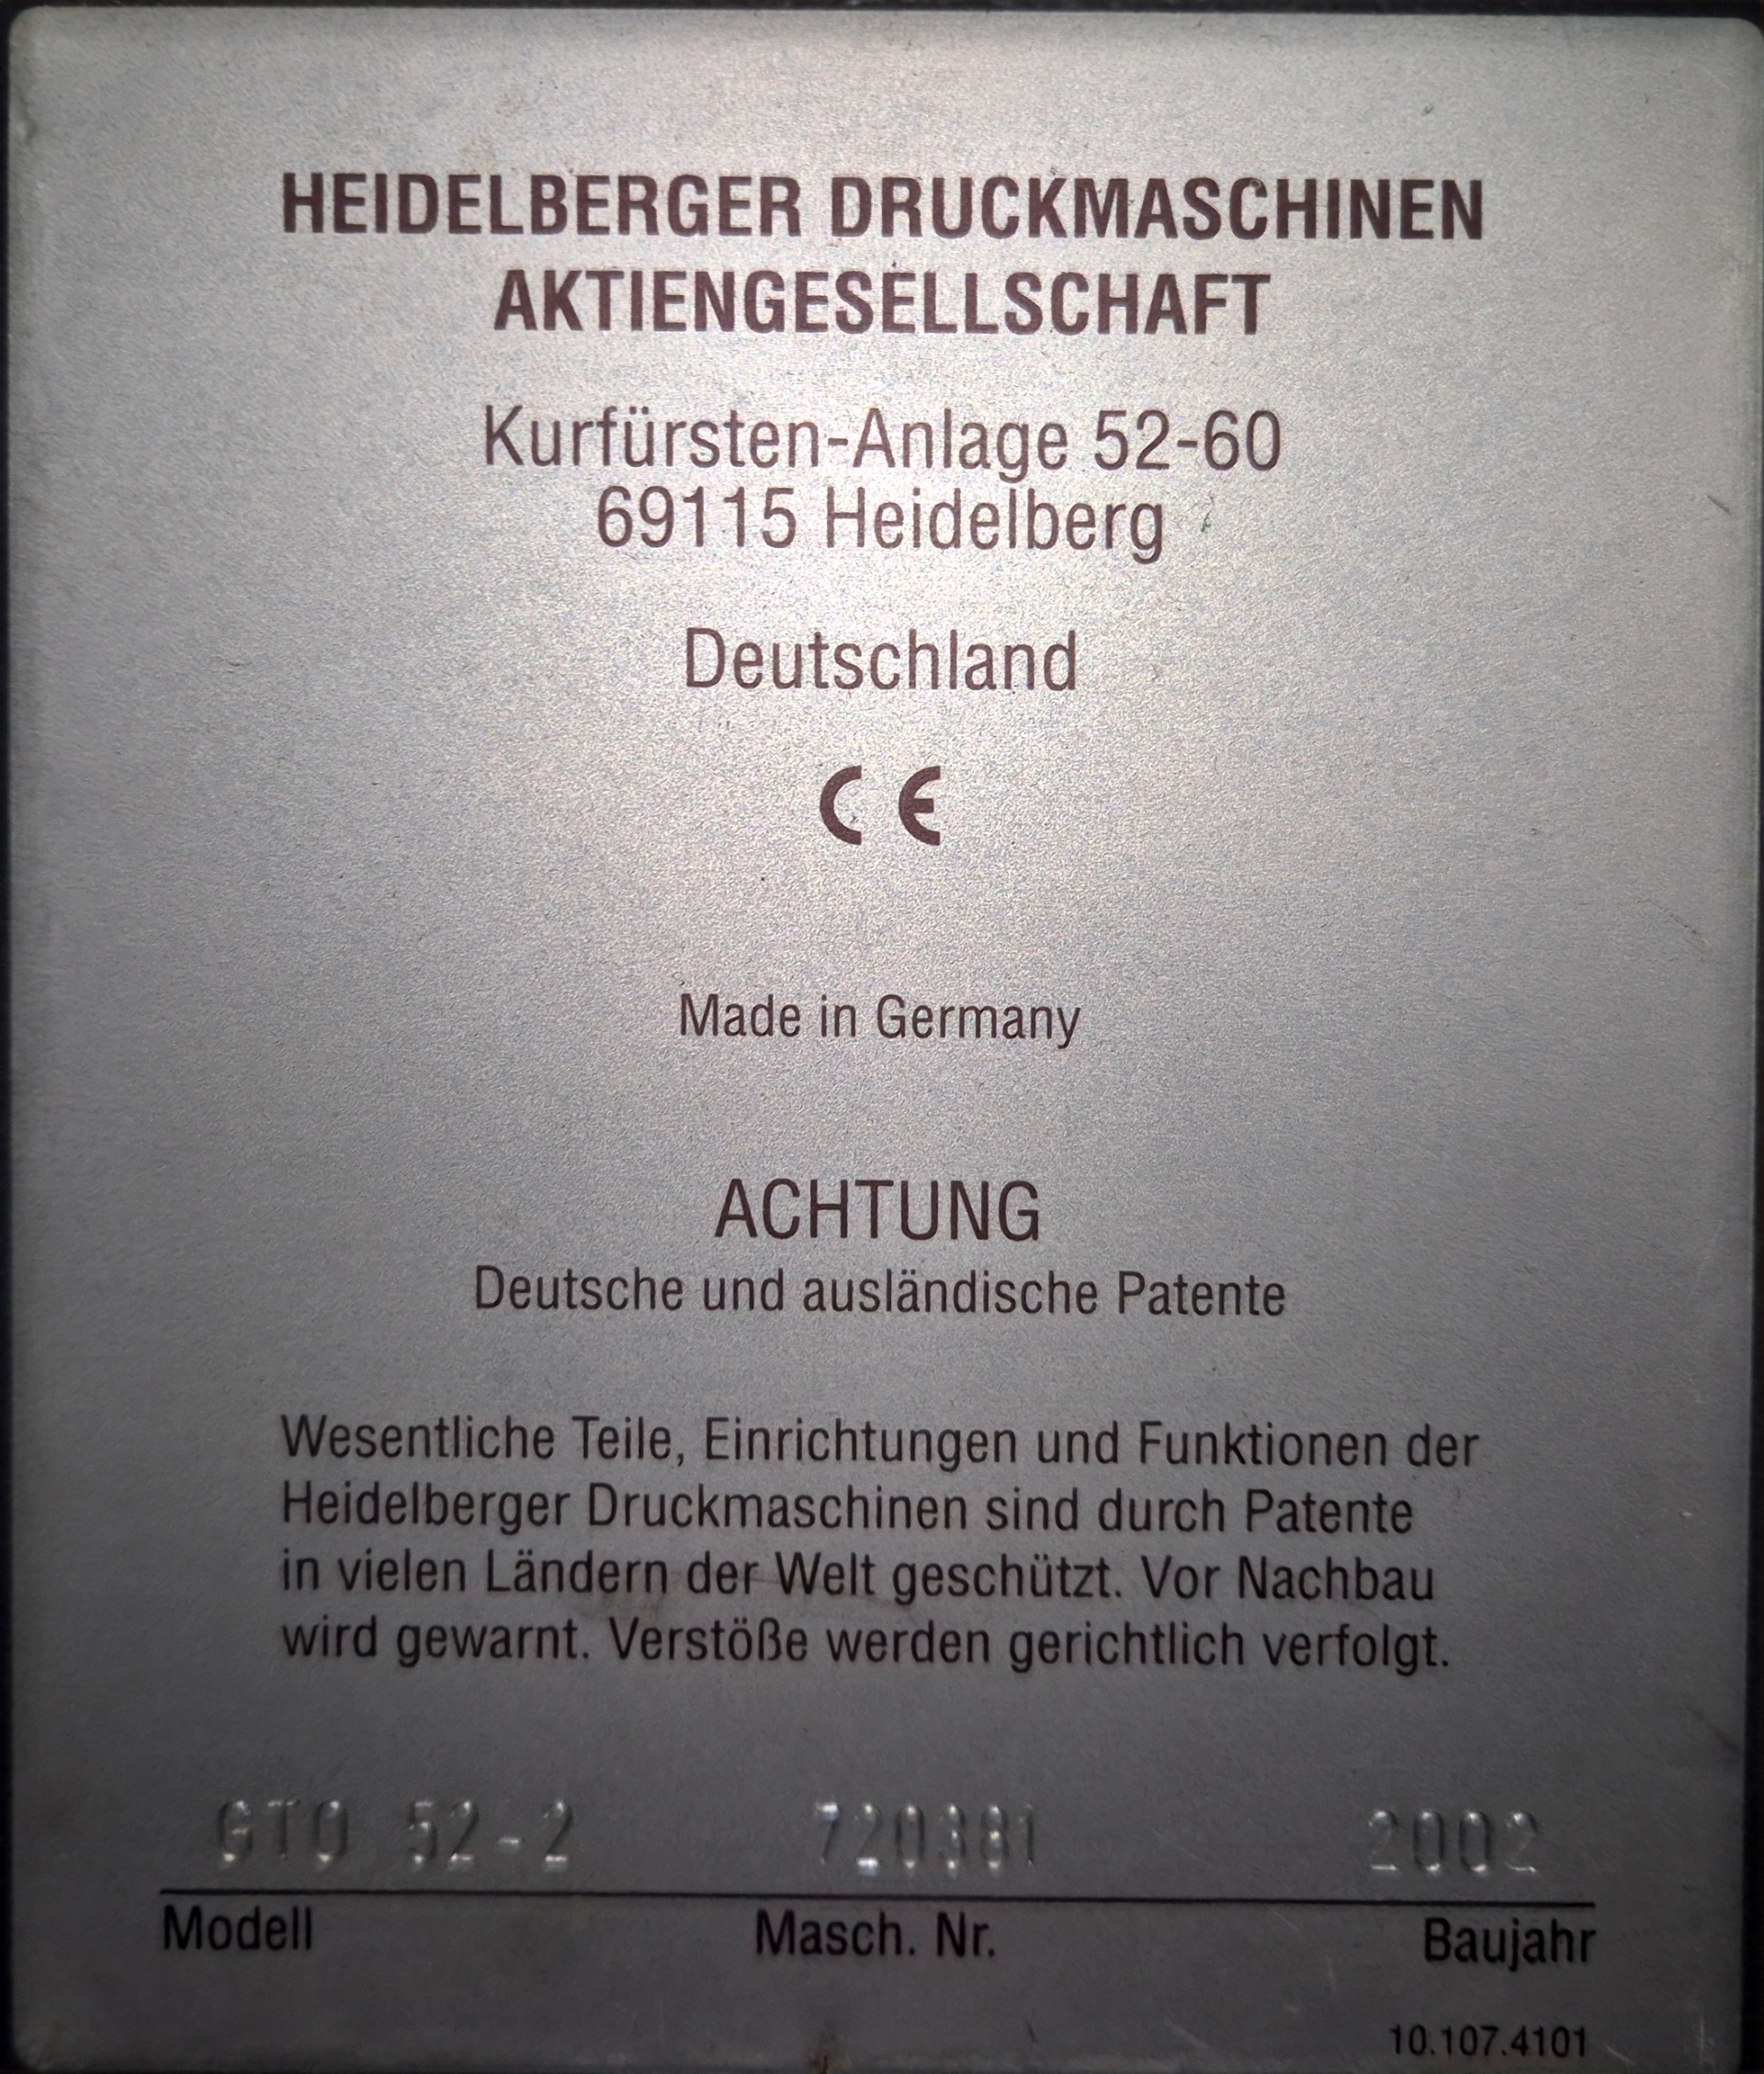 HEIDELBERGER DRUCKMASCHINEN
AKTIENGESELLSCHAFT
Kurfürsten-Anlage 52-60
69115 Heidelberg
Deutschland
CE
Made in Germany
ACHTUNG
Deutsche und ausländische Patente
Wesentliche Teile, Einrichtungen und Funktionen der
Heidelberger Druckmaschinen sind durch Patente
in vielen Ländern der Welt geschützt. Vor Nachbau
wird gewarnt. Verstöße werden gerichtlich verfolgt.
GTO 52-2 720381 2002
Modell Masch. Nr. Baujahr
10.107.4101